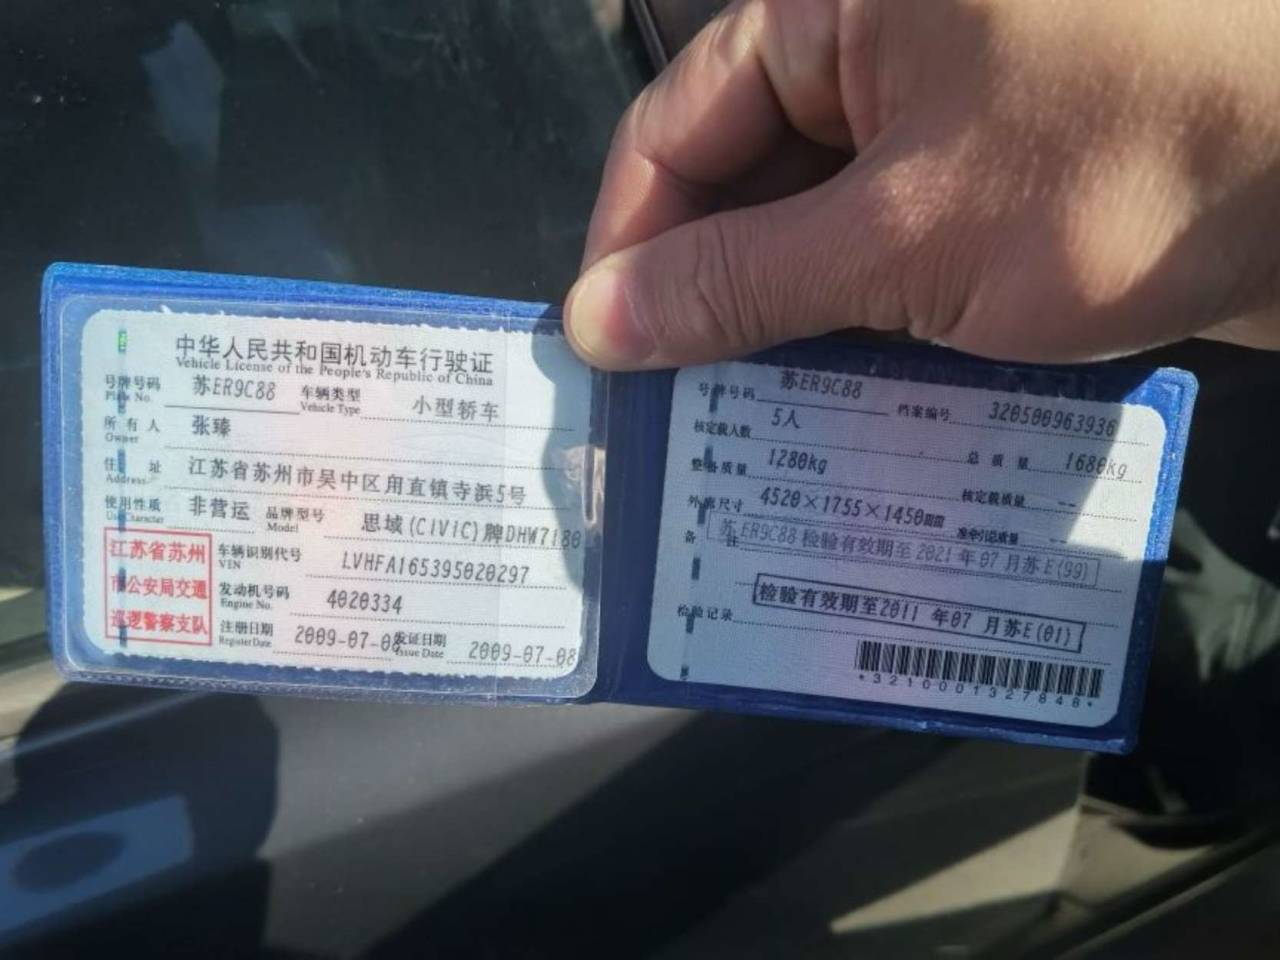 中华人民共和国机动车行驶证
Vehicle License of the People's Republic of China
号牌号码 苏ER9C88 车辆类型 小型轿车
Plate No. Vehicle Type
所有人 张臻
Owner
住址 江苏省苏州市吴中区甪直镇寺浜5号
Address
使用性质 非营运 品牌型号 思域(CIVIC)牌DHW7180
Use Character Model
江苏省苏州
市公安局交通
巡逻警察支队
车辆识别代号 LVHFA165395020297
VIN
发动机号码 4020334
Engine No.
注册日期 2009-07-08 发证日期 2009-07-08
Register Date Issue Date
号牌号码 苏ER9C88 档案编号 320500963936
核定载人数 5人 总质量 1680kg
整备质量 1280kg 核定载质量 --
外廓尺寸 4520×1755×1450mm 准牵引总质量 --
备注 苏ER9C88检验有效期至2021年07月苏E(99)
检验记录 检验有效期至2011年07月苏E(01)
*3210001327848*